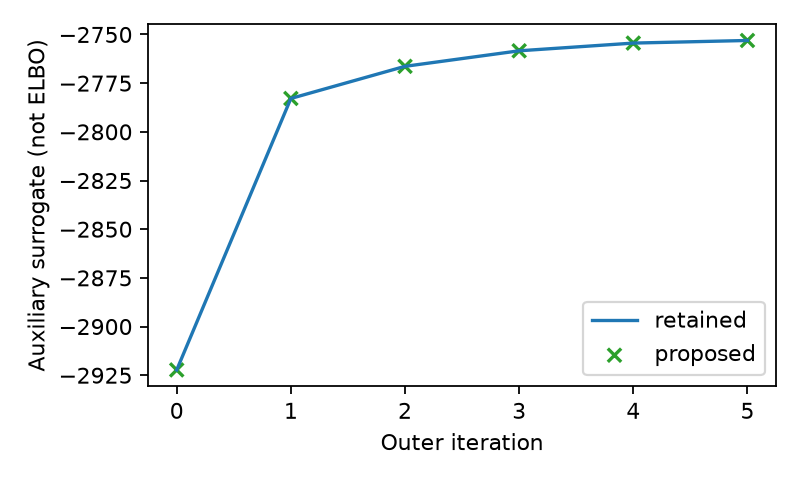 Auxiliary surrogate (not ELBO)
−2750
−2775
−2800
−2825
−2850
−2875
−2900
−2925
retained
proposed
0 1 2 3 4 5
Outer iteration